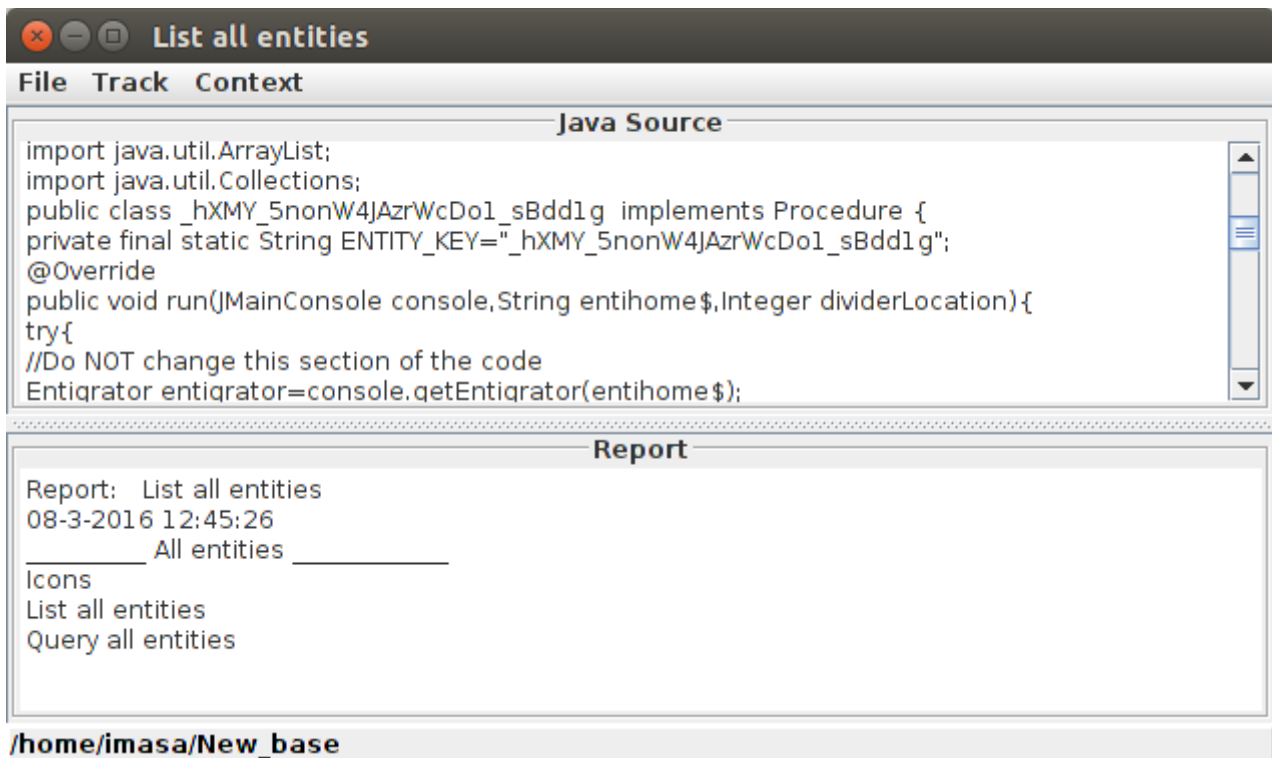 List all entities
File Track Context
Java Source
import java.util.ArrayList;
import java.util.Collections;
public class _hXMY_5nonW4JAzrWcDo1_sBdd1g  implements Procedure {
private final static String ENTITY_KEY="_hXMY_5nonW4JAzrWcDo1_sBdd1g";
@Override
public void run(JMainConsole console,String entihome$,Integer dividerLocation){
try{
//Do NOT change this section of the code
Entigrator entigrator=console.getEntigrator(entihome$);
Report
Report:   List all entities
08-3-2016 12:45:26
__________ All entities _____________
Icons
List all entities
Query all entities
/home/imasa/New_base